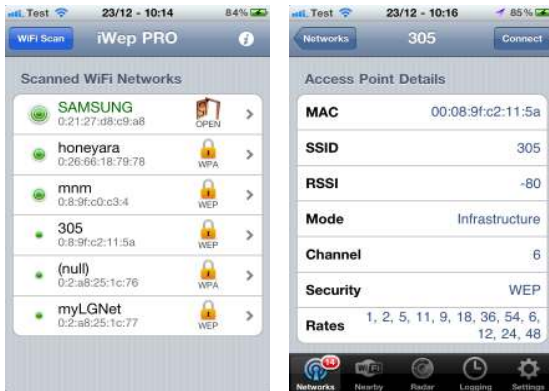 Test 23/12 - 10:14 84%
WiFi Scan iWep PRO
Scanned WiFi Networks
SAMSUNG
0:21:27:d8:c9:a8
OPEN
honeyara
0:26:66:18:79:78
WPA
mnm
0:8:9f:c0:c3:4
WEP
305
0:8:9f:c2:11:5a
WEP
(null)
0:2:a8:25:1c:76
WPA
myLGNet
0:2:a8:25:1c:77
WEP
Test 23/12 - 10:16 85%
Networks 305 Connect
Access Point Details
MAC 00:08:9f:c2:11:5a
SSID 305
RSSI -80
Mode Infrastructure
Channel 6
Security WEP
Rates 1, 2, 5, 11, 9, 18, 36, 54, 6,
12, 24, 48
14
Networks Nearby Radar Logging Settings